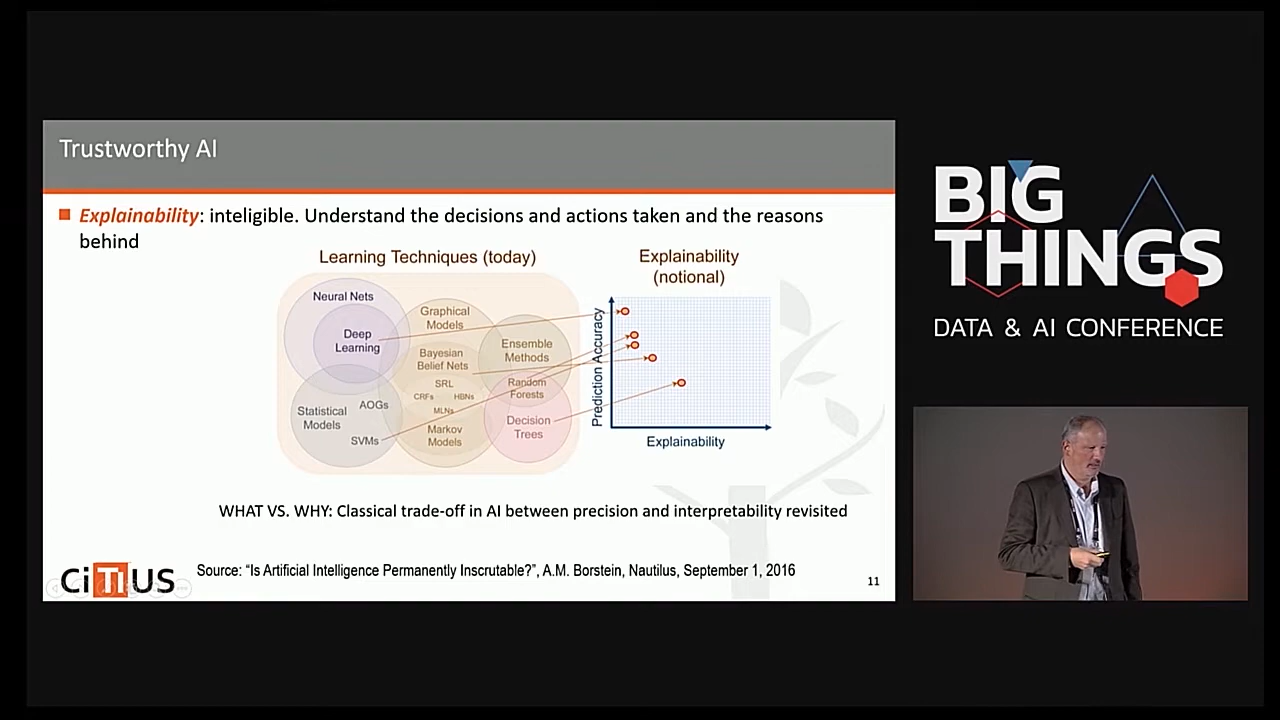 Trustworthy AI
Explainability: inteligible. Understand the decisions and actions taken and the reasons
behind
Learning Techniques (today)
Neural Nets
Deep
Learning
Graphical
Models
Bayesian
Belief Nets
SRL
CRFs
HBNs
MLNs
Markov
Models
Ensemble
Methods
Random
Forests
Decision
Trees
Statistical
Models
AOGs
SVMs
Explainability
(notional)
Prediction Accuracy
Explainability
WHAT VS. WHY: Classical trade-off in AI between precision and interpretability revisited
CiTIUS
Source: “Is Artificial Intelligence Permanently Inscrutable?”, A.M. Borstein, Nautilus, September 1, 2016
11
BIG
THINGS
DATA & AI CONFERENCE